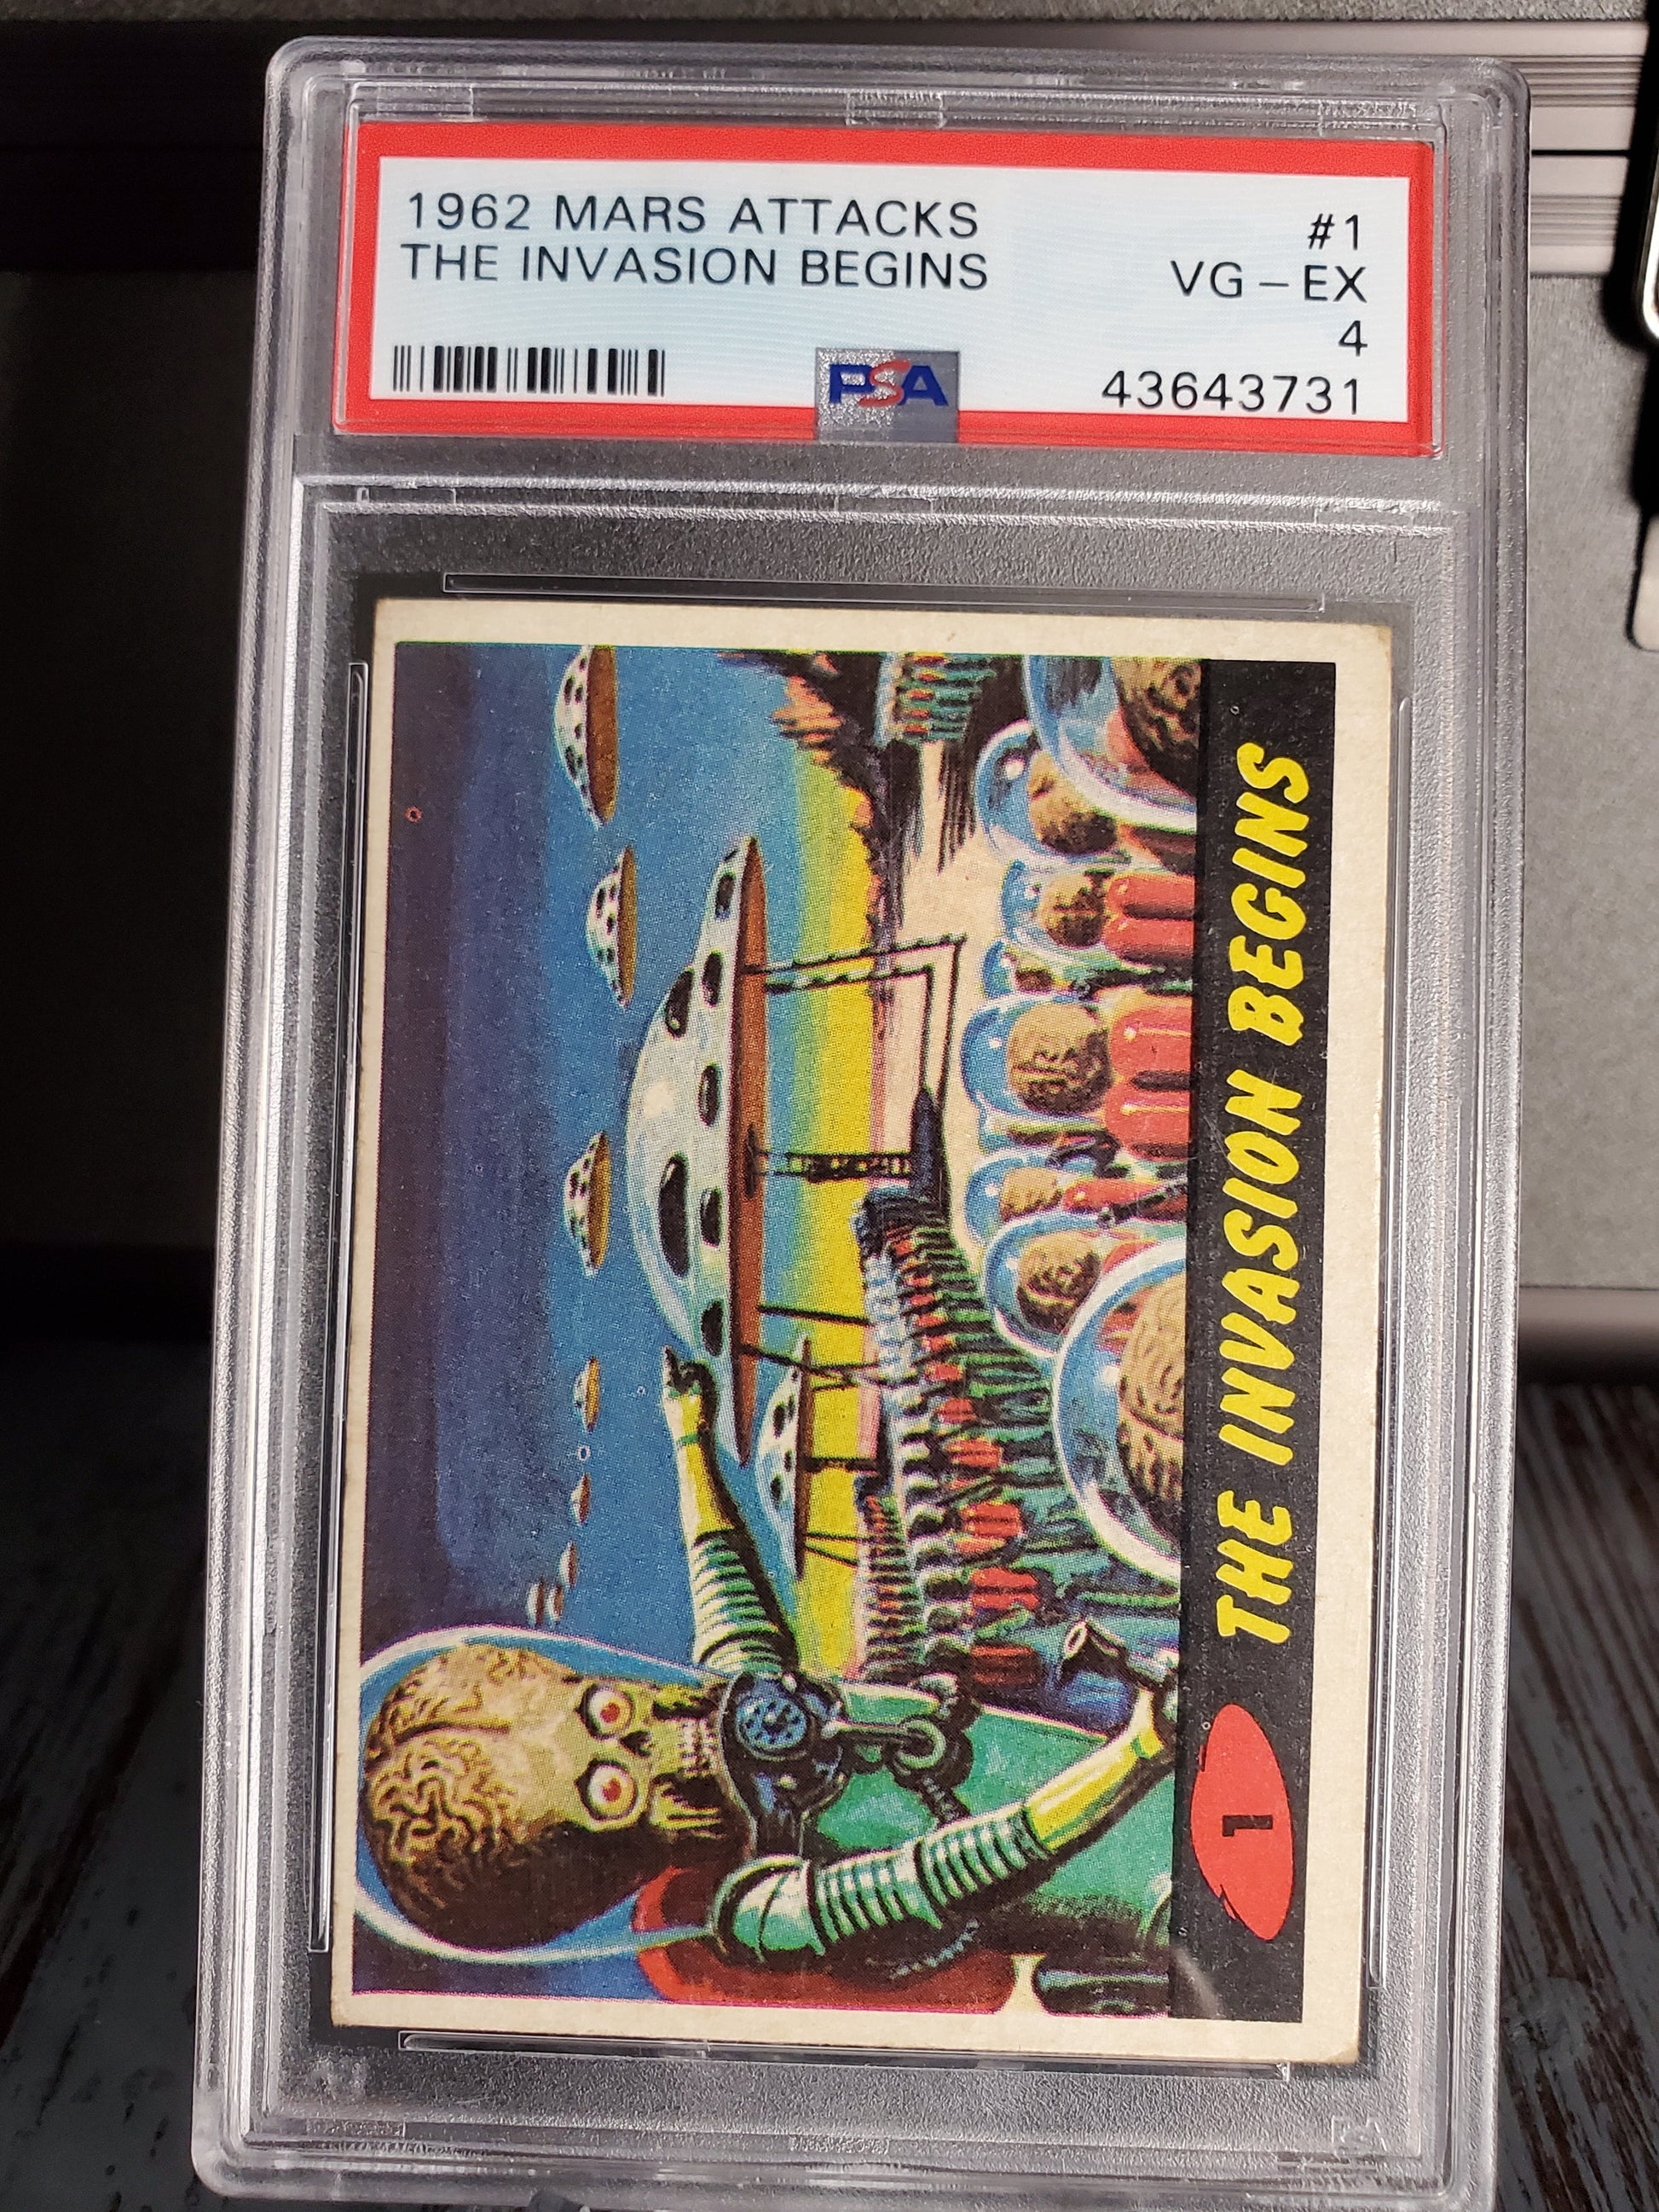 1962 MARS ATTACKS
THE INVASION BEGINS
#1
VG – EX
4
PSA
43643731
1 THE INVASION BEGINS